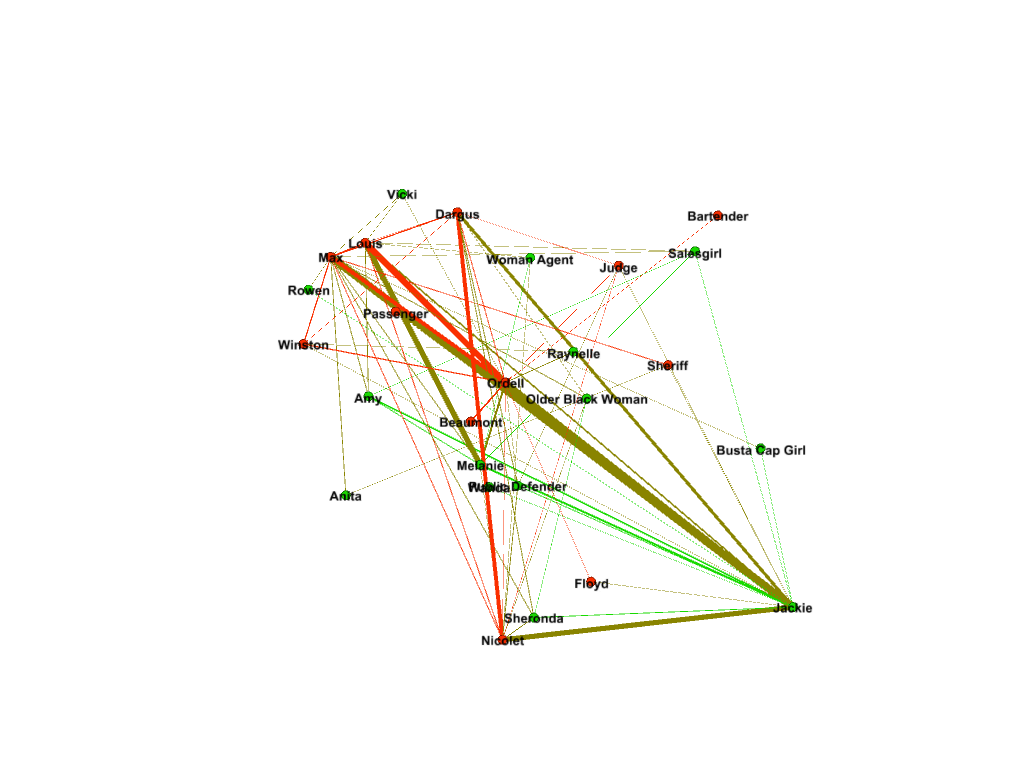 Vicki
Dargus
Bartender
Louis
Max
Woman Agent
Salesgirl
Judge
Rowen
Passenger
Winston
Raynelle
Sheriff
Ordell
Amy
Older Black Woman
Beaumont
Busta Cap Girl
Melanie
Wanda
Public Defender
Anita
Floyd
Jackie
Sheronda
Nicolet